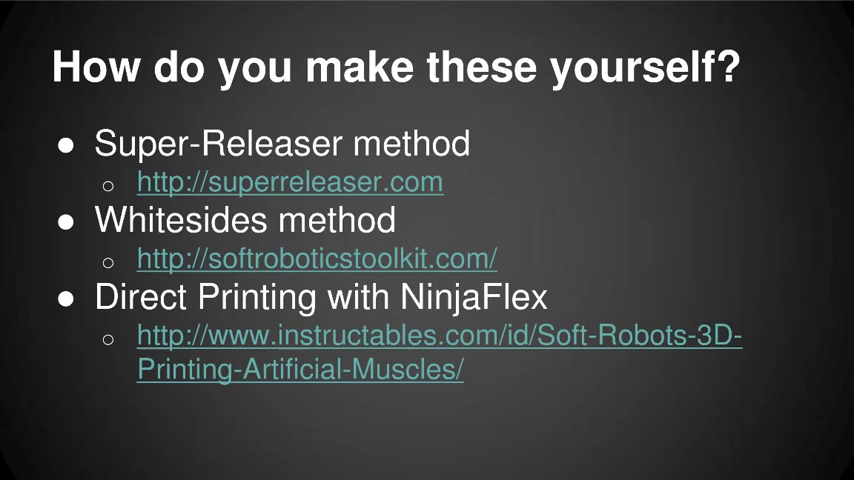 How do you make these yourself?
● Super-Releaser method
○ http://superreleaser.com
● Whitesides method
○ http://softroboticstoolkit.com/
● Direct Printing with NinjaFlex
○ http://www.instructables.com/id/Soft-Robots-3D-
Printing-Artificial-Muscles/